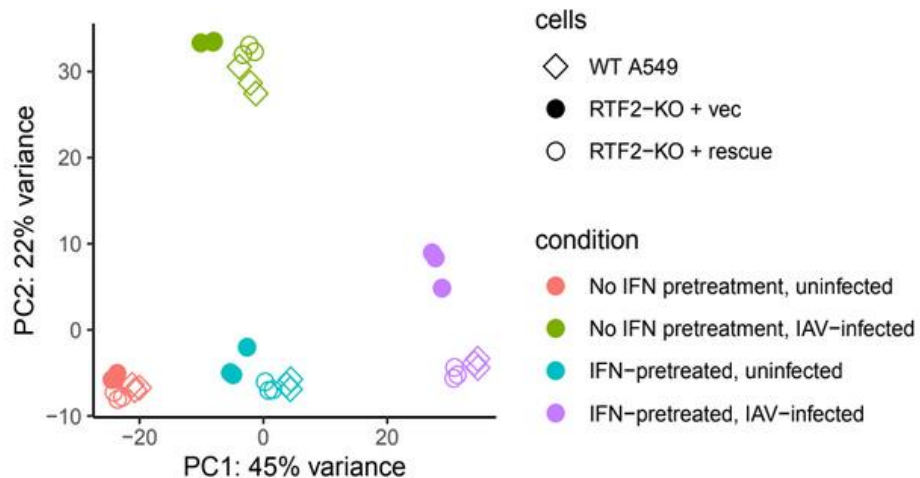 cells
WT A549
RTF2−KO + vec
RTF2−KO + rescue
condition
No IFN pretreatment, uninfected
No IFN pretreatment, IAV−infected
IFN−pretreated, uninfected
IFN−pretreated, IAV−infected
PC2: 22% variance
30
20
10
0
−10
−20
0
20
PC1: 45% variance